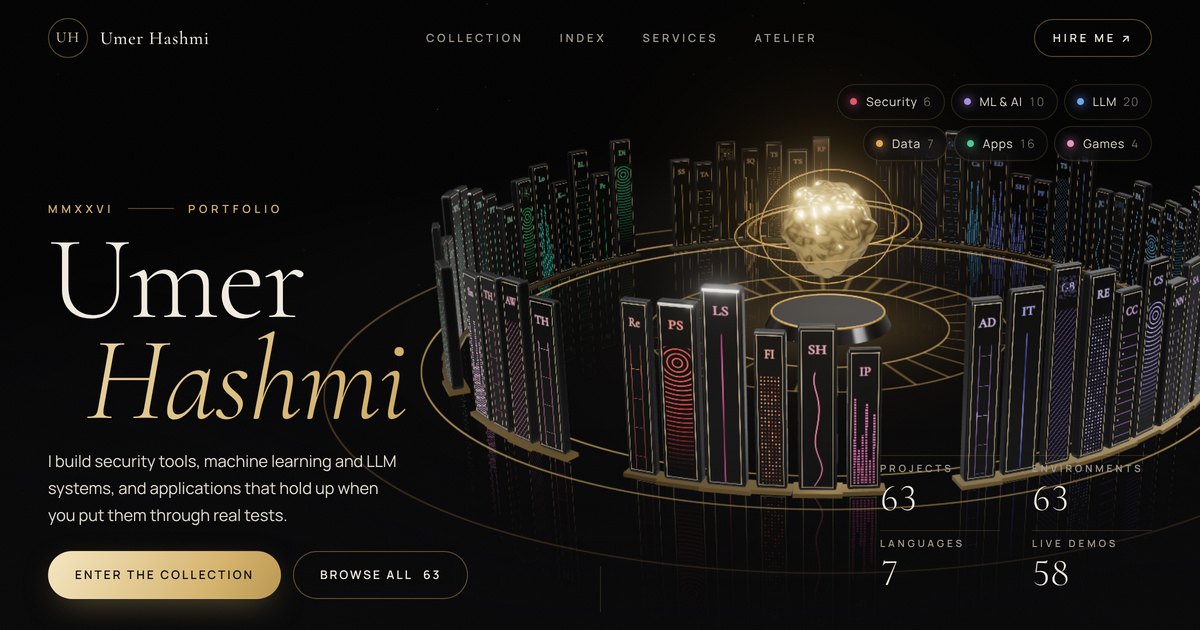 UH Umer Hashmi
COLLECTION INDEX SERVICES ATELIER
HIRE ME ↗
Security 6 ML & AI 10 LLM 20
Data 7 Apps 16 Games 4
MMXXVI PORTFOLIO
Umer
Hashmi
I build security tools, machine learning and LLM
systems, and applications that hold up when
you put them through real tests.
ENTER THE COLLECTION BROWSE ALL 63
TH AW TH
Re PS LS FI SH IP
AD IT GB RE CC CS
PROJECTS ENVIRONMENTS
63 63
LANGUAGES LIVE DEMOS
7 58